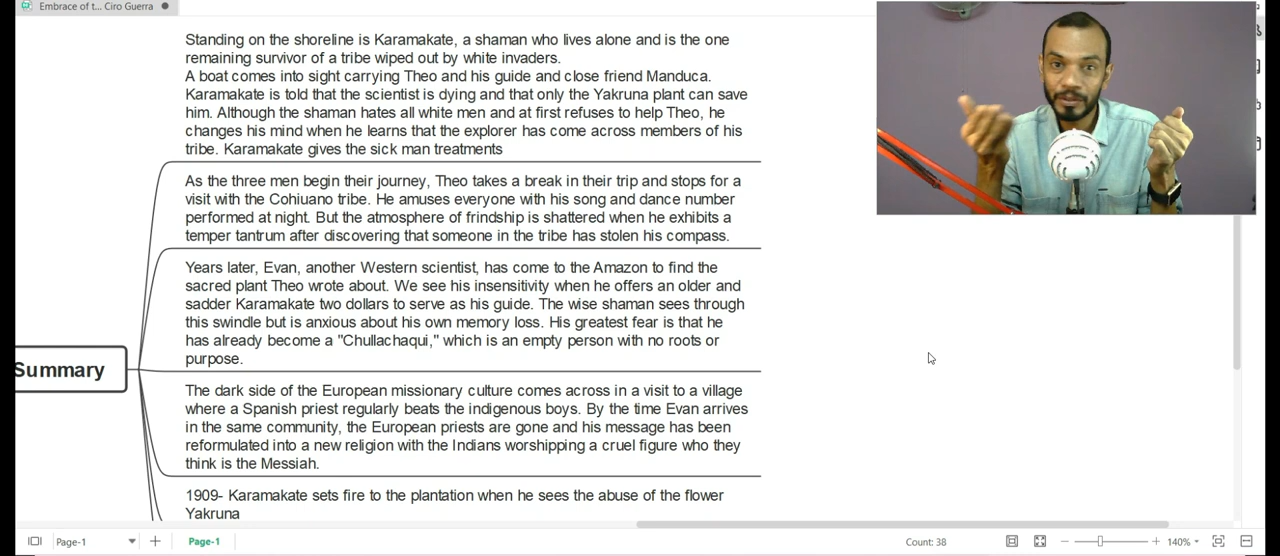 Embrace of t... Ciro Guerra
Standing on the shoreline is Karamakate, a shaman who lives alone and is the one
remaining survivor of a tribe wiped out by white invaders.
A boat comes into sight carrying Theo and his guide and close friend Manduca.
Karamakate is told that the scientist is dying and that only the Yakruna plant can save
him. Although the shaman hates all white men and at first refuses to help Theo, he
changes his mind when he learns that the explorer has come across members of his
tribe. Karamakate gives the sick man treatments
As the three men begin their journey, Theo takes a break in their trip and stops for a
visit with the Cohiuano tribe. He amuses everyone with his song and dance number
performed at night. But the atmosphere of frindship is shattered when he exhibits a
temper tantrum after discovering that someone in the tribe has stolen his compass.
Years later, Evan, another Western scientist, has come to the Amazon to find the
sacred plant Theo wrote about. We see his insensitivity when he offers an older and
sadder Karamakate two dollars to serve as his guide. The wise shaman sees through
this swindle but is anxious about his own memory loss. His greatest fear is that he
has already become a "Chullachaqui," which is an empty person with no roots or
purpose.
Summary
The dark side of the European missionary culture comes across in a visit to a village
where a Spanish priest regularly beats the indigenous boys. By the time Evan arrives
in the same community, the European priests are gone and his message has been
reformulated into a new religion with the Indians worshipping a cruel figure who they
think is the Messiah.
1909- Karamakate sets fire to the plantation when he sees the abuse of the flower
Yakruna
Page-1
Page-1
Count: 38
140%